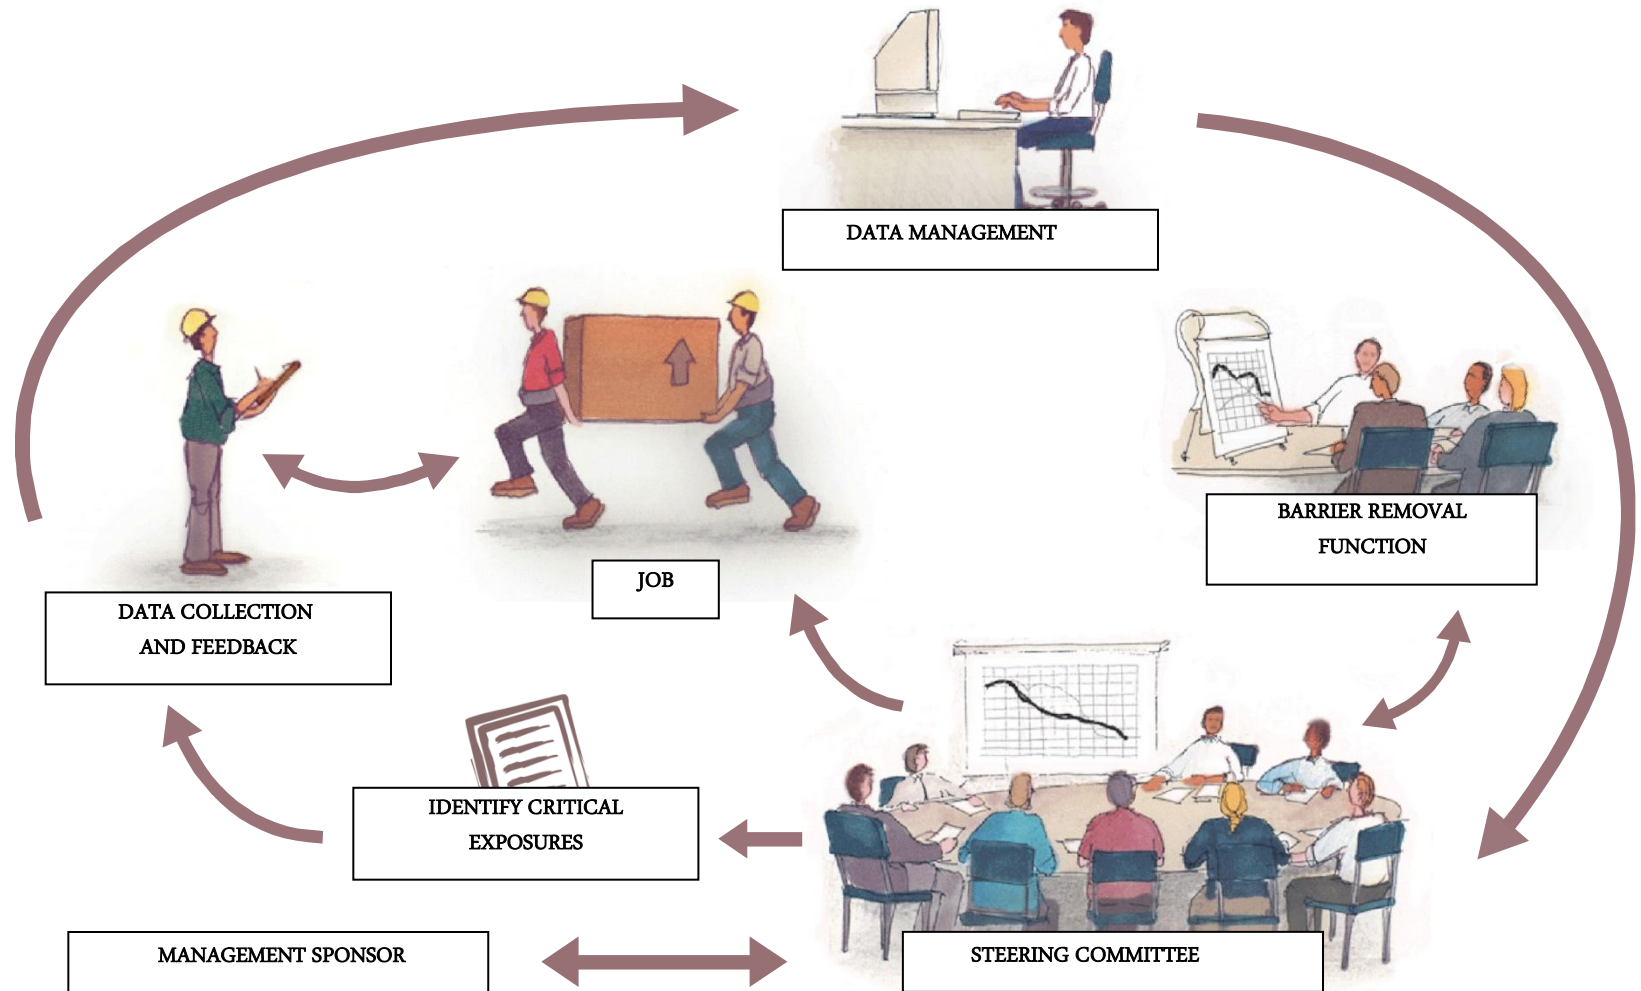 DATA MANAGEMENT
BARRIER REMOVAL
FUNCTION
JOB
DATA COLLECTION
AND FEEDBACK
IDENTIFY CRITICAL
EXPOSURES
MANAGEMENT SPONSOR
STEERING COMMITTEE